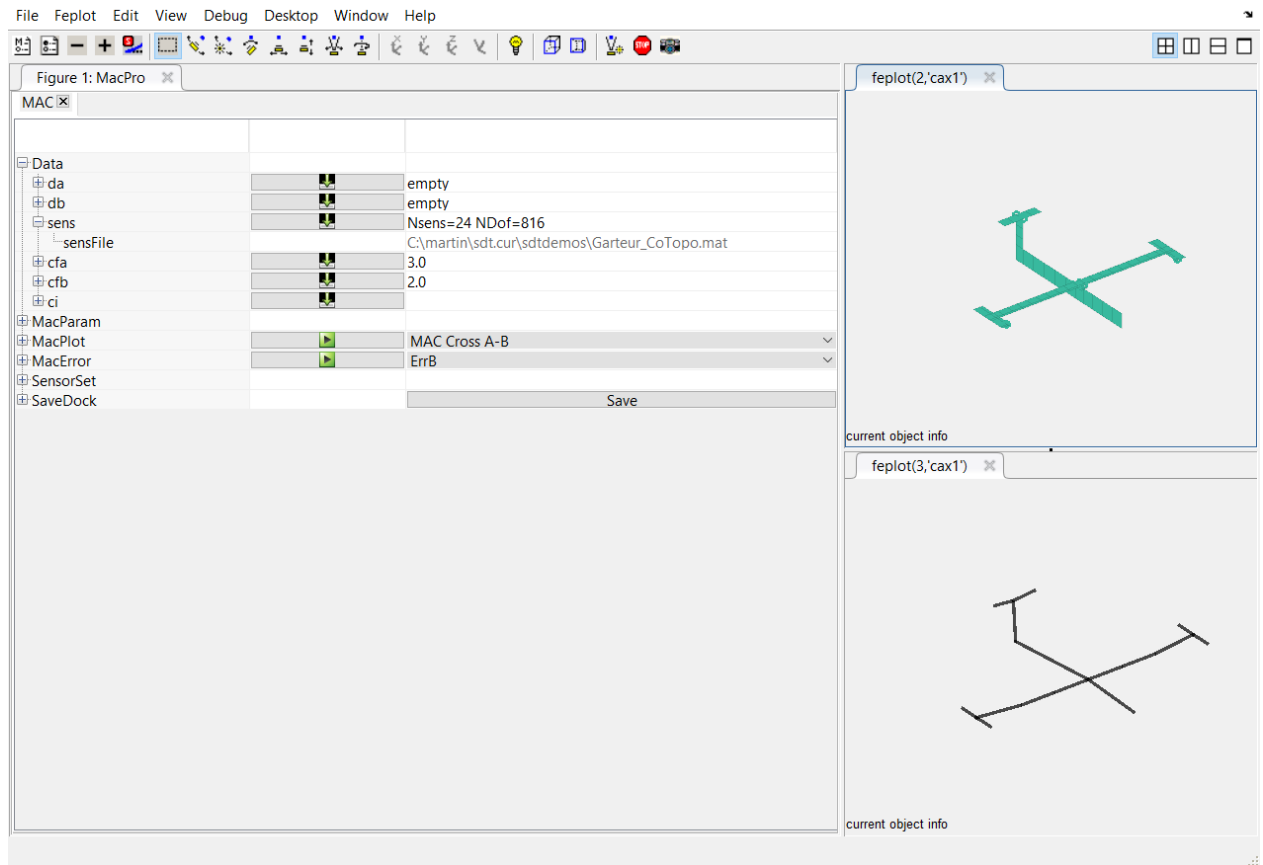 File Feplot Edit View Debug Desktop Window Help
Figure 1: MacPro
MAC
Data
da empty
db empty
sens Nsens=24 NDof=816
sensFile C:\martin\sdt.cur\sdtdemos\Garteur_CoTopo.mat
cfa 3.0
cfb 2.0
ci
MacParam
MacPlot MAC Cross A-B
MacError ErrB
SensorSet
SaveDock Save
feplot(2,'cax1')
current object info
feplot(3,'cax1')
current object info